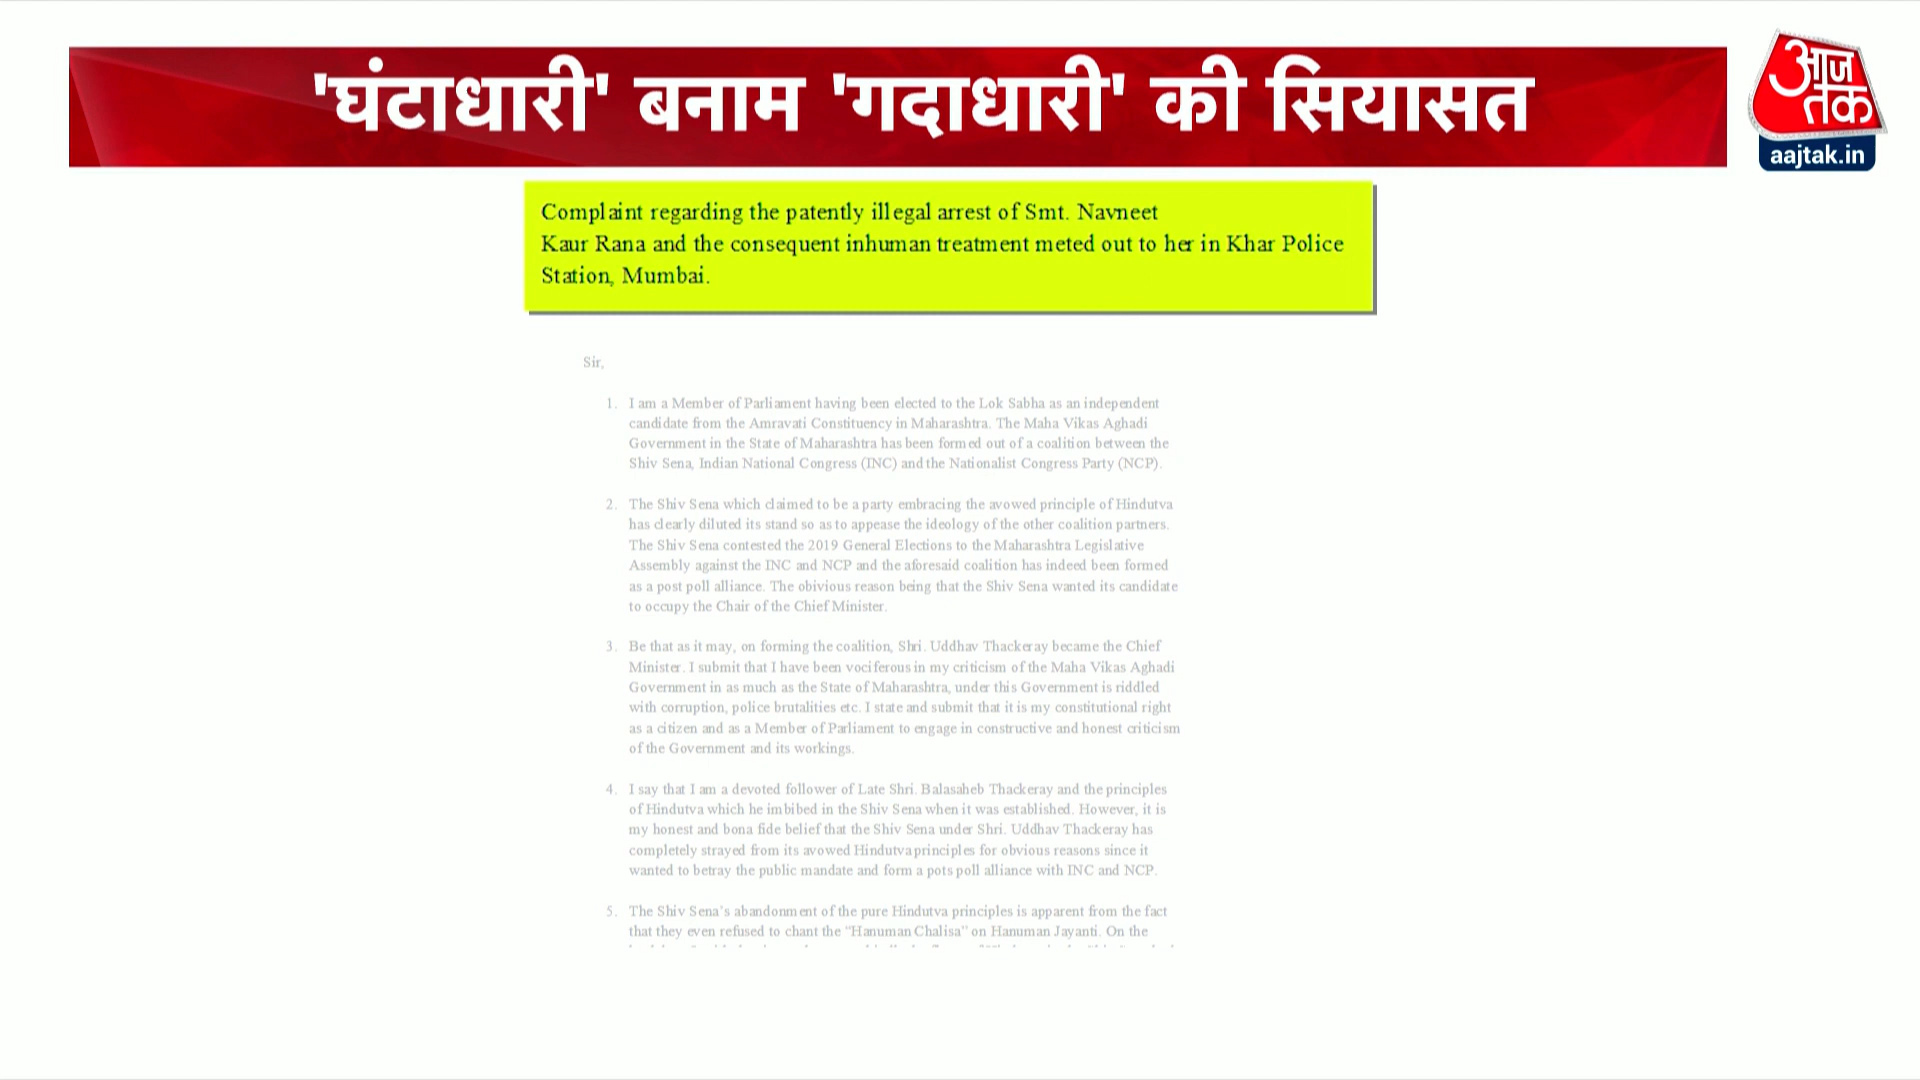 'घंटाधारी' बनाम 'गदाधारी' की सियासत
आज
तक
aajtak.in
Complaint regarding the patently illegal arrest of Smt. Navneet
Kaur Rana and the consequent inhuman treatment meted out to her in Khar Police
Station, Mumbai.
Sir,
1. I am a Member of Parliament having been elected to the Lok Sabha as an independent
candidate from the Amravati Constituency in Maharashtra. The Maha Vikas Aghadi
Government in the State of Maharashtra has been formed out of a coalition between the
Shiv Sena, Indian National Congress (INC) and the Nationalist Congress Party (NCP).
2. The Shiv Sena which claimed to be a party embracing the avowed principle of Hindutva
has clearly diluted its stand so as to appease the ideology of the other coalition partners.
The Shiv Sena contested the 2019 General Elections to the Maharashtra Legislative
Assembly against the INC and NCP and the aforesaid coalition has indeed been formed
as a post poll alliance. The obivious reason being that the Shiv Sena wanted its candidate
to occupy the Chair of the Chief Minister.
3. Be that as it may, on forming the coalition, Shri. Uddhav Thackeray became the Chief
Minister. I submit that I have been vociferous in my criticism of the Maha Vikas Aghadi
Government in as much as the State of Maharashtra, under this Government is riddled
with corruption, police brutalities etc. I state and submit that it is my constitutional right
as a citizen and as a Member of Parliament to engage in constructive and honest criticism
of the Government and its workings.
4. I say that I am a devoted follower of Late Shri. Balasaheb Thackeray and the principles
of Hindutva which he imbibed in the Shiv Sena when it was established. However, it is
my honest and bona fide belief that the Shiv Sena under Shri. Uddhav Thackeray has
completely strayed from its avowed Hindutva principles for obvious reasons since it
wanted to betray the public mandate and form a pots poll alliance with INC and NCP.
5. The Shiv Sena's abandonment of the pure Hindutva principles is apparent from the fact
that they even refused to chant the "Hanuman Chalisa" on Hanuman Jayanti. On the